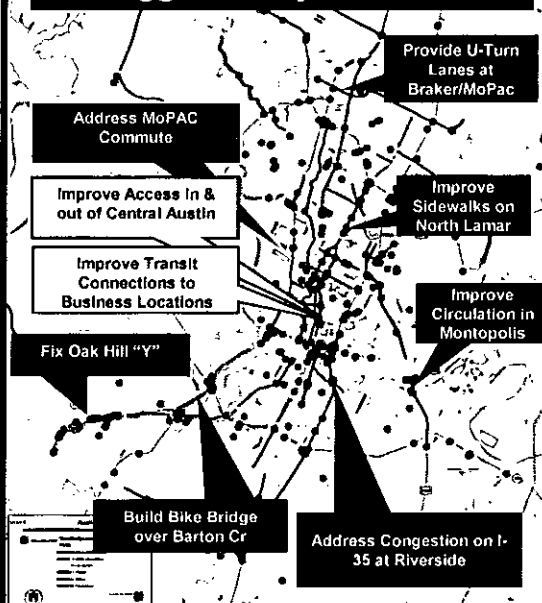 Provide U-Turn
Lanes at
Braker/MoPac
Address MoPAC
Commute
Improve Access in &
out of Central Austin
Improve
Sidewalks on
North Lamar
Improve Transit
Connections to
Business Locations
Improve
Circulation in
Montopolis
Fix Oak Hill "Y"
Build Bike Bridge
over Barton Cr
Address Congestion on I-
35 at Riverside